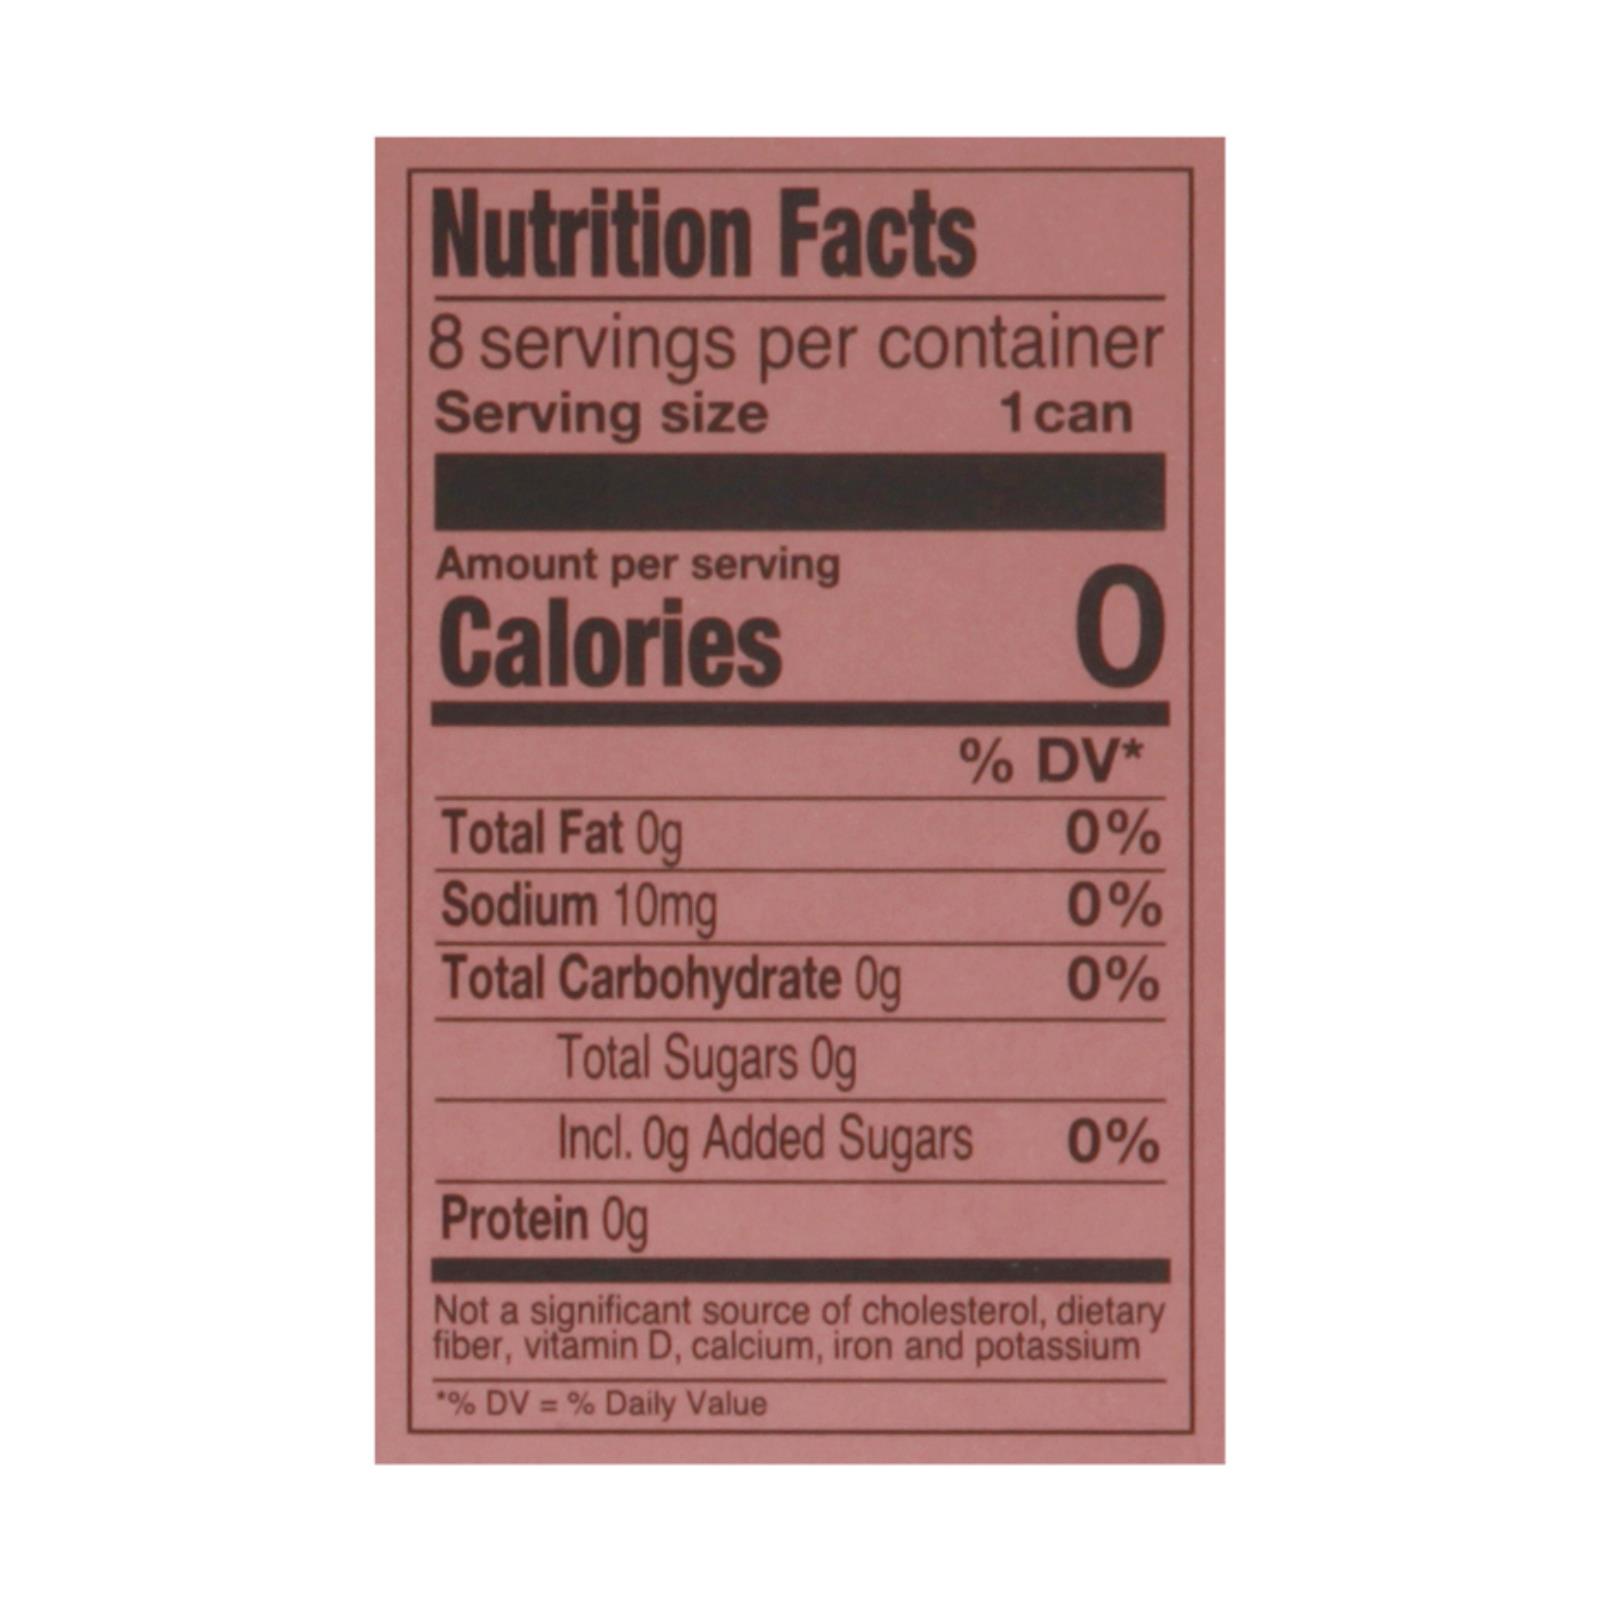 Nutrition Facts
8 servings per container
Serving size 1 can
Amount per serving
Calories 0
% DV*
Total Fat 0g 0%
Sodium 10mg 0%
Total Carbohydrate 0g 0%
Total Sugars 0g
Incl. 0g Added Sugars 0%
Protein 0g
Not a significant source of cholesterol, dietary
fiber, vitamin D, calcium, iron and potassium
*% DV = % Daily Value